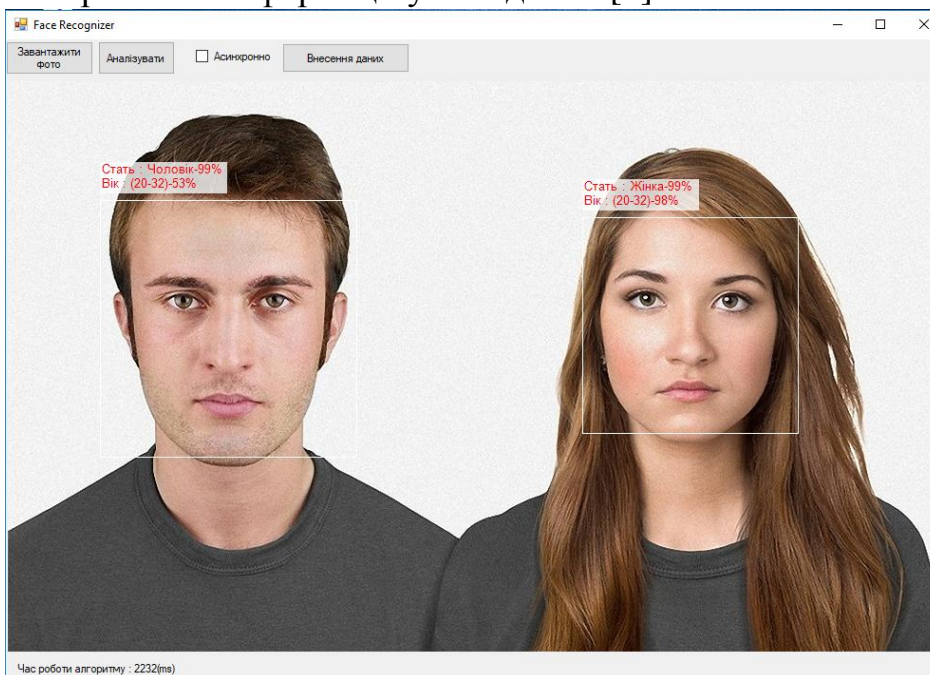 Face Recognizer
Завантажити
фото
Аналізувати
Асинхронно
Внесення даних
Стать : Чоловік-99%
Вік : (20-32)-53%
Стать : Жінка-99%
Вік : (20-32)-98%
Час роботи алгоритму : 2232(ms)